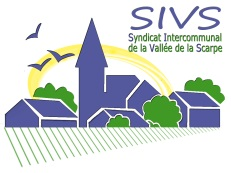 SIVS
Syndicat Intercommunal
de la Vallée de la Scarpe